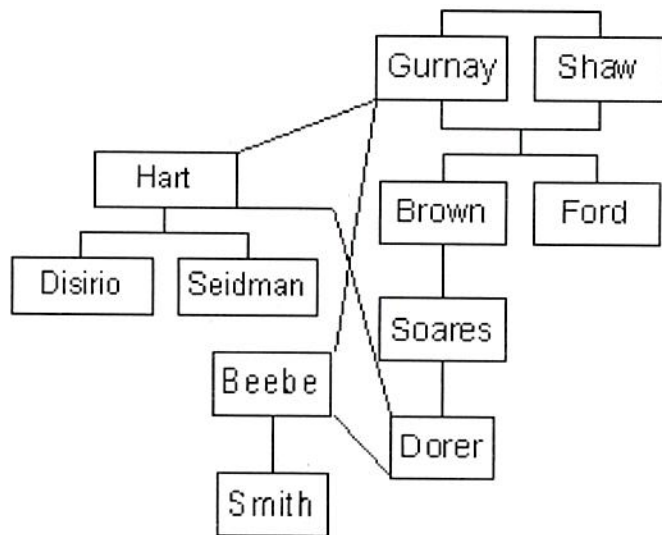 Gurnay
Shaw
Hart
Brown
Ford
Disirio
Seidman
Soares
Beebe
Dorer
Smith